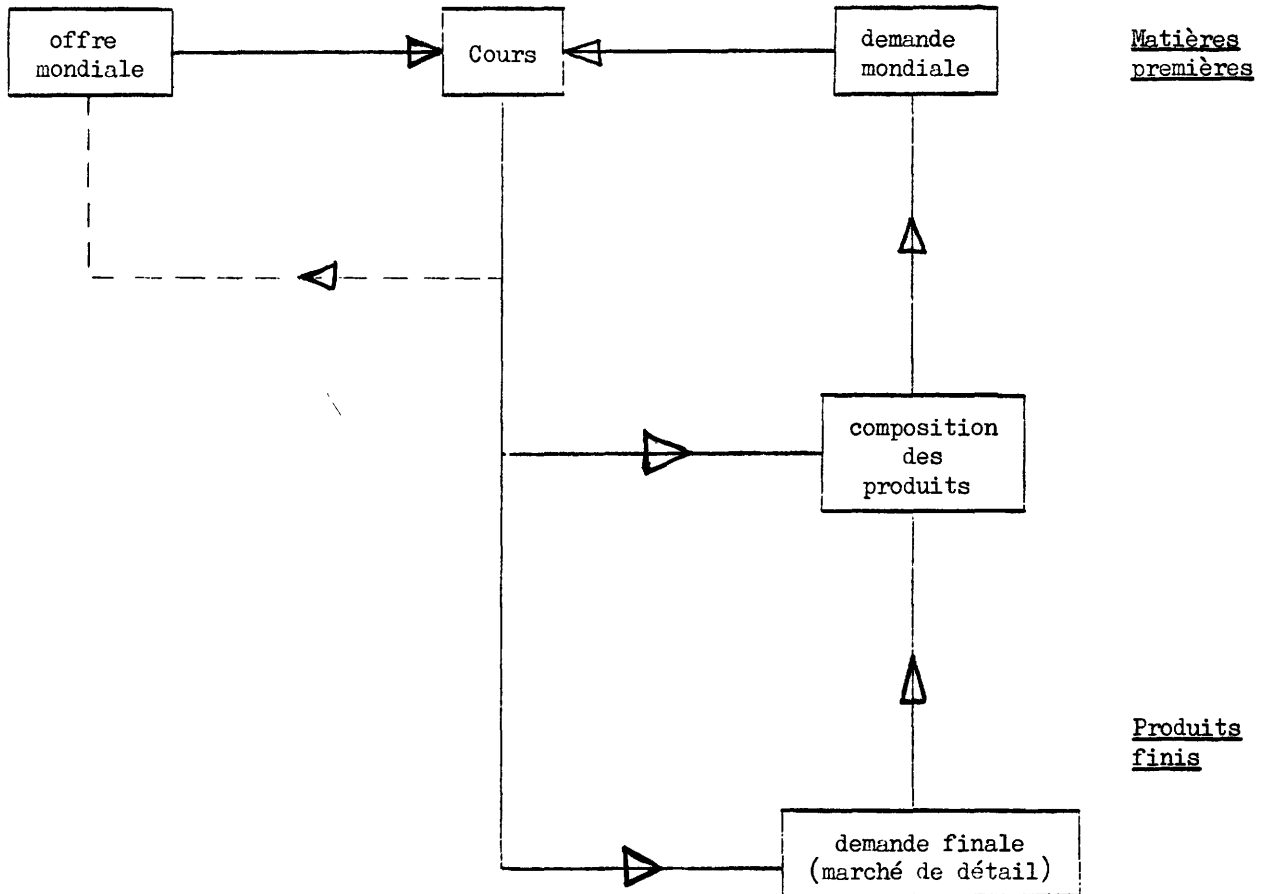 offre
mondiale
Cours
demande
mondiale
Matières
premières
composition
des
produits
Produits
finis
demande finale
(marché de détail)